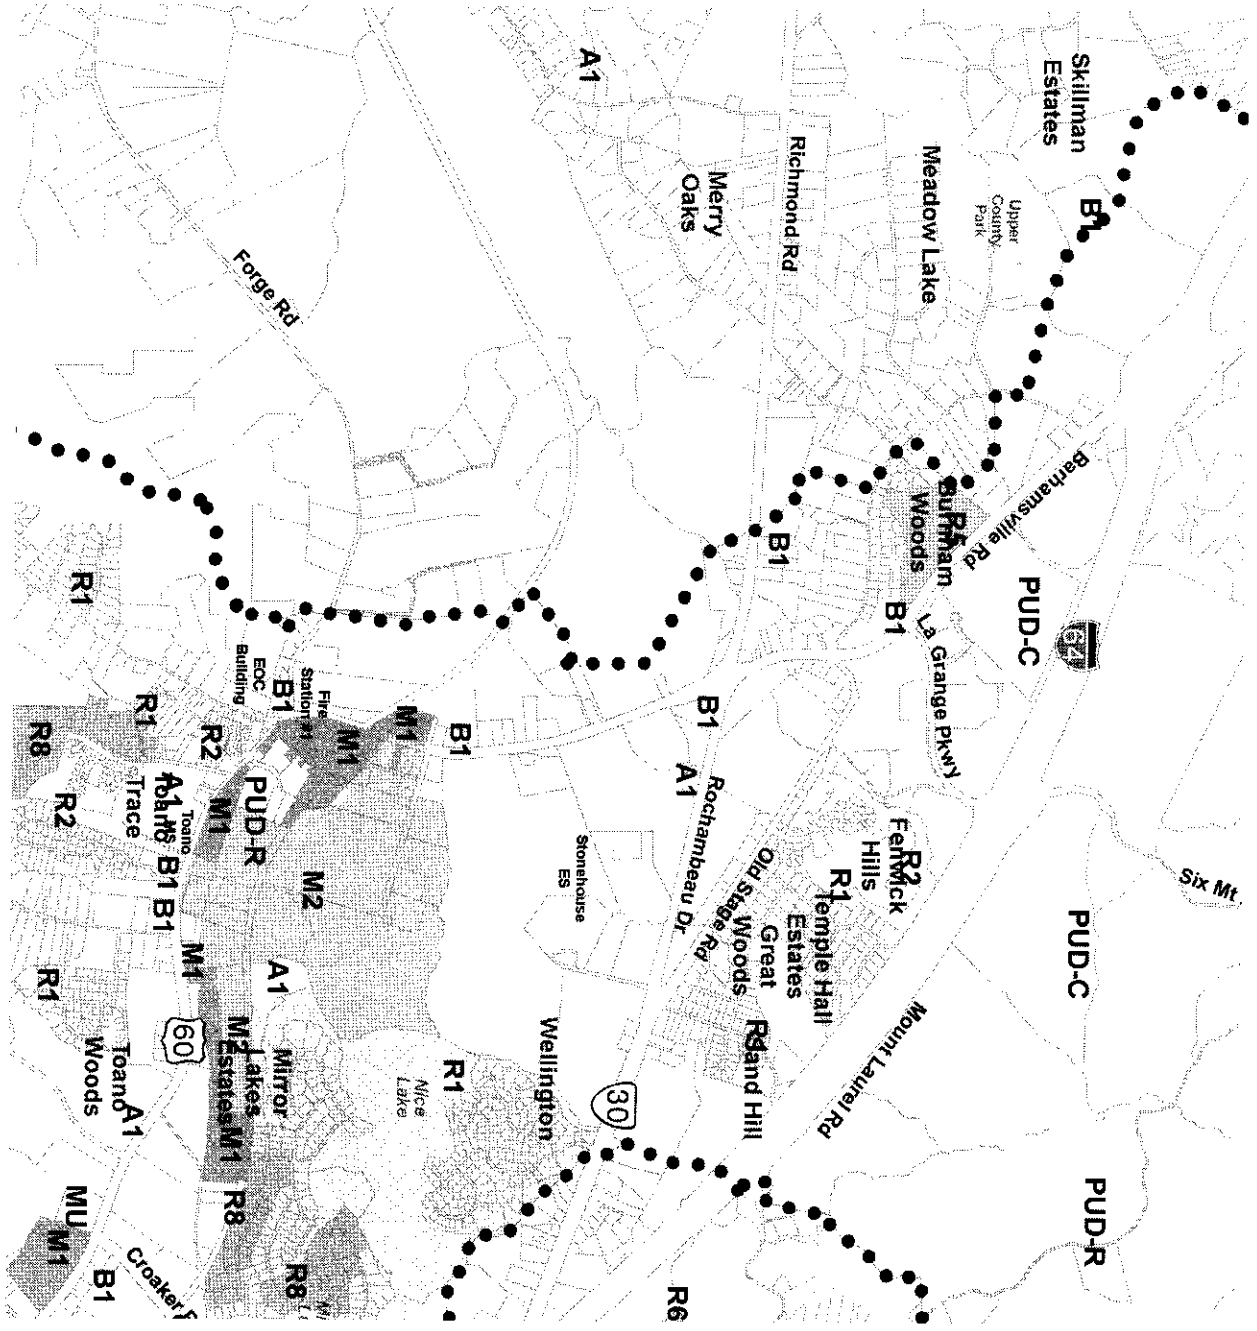 Skillman
Estates
A1
B1
Richmond Rd
Meadow Lake
Upper
County
Park
Merry
Oaks
Forge Rd
Barhamsville Rd
Burnham
Woods
R5
B1
PUD-C
64
R1
B1
La Grange Pkwy
EOC
Building
B1
Fire
Station #1
M1
M1
B1
B1
R1
R8
R2
PUD-R
M1
A1
Toano
Trace
Toano
MS
R2
B1
B1
M2
A1
Rochambeau Dr
Old Stage Rd
Stonehouse
ES
Fenwick
Hills
R2
R1
Temple Hall
Estates
Great
Woods
Six Mt
PUD-C
R1
M1
A1
60
M2
Mirror
Lakes
Estates
M1
Toano
Woods
A1
Nice
Lake
R1
Wellington
30
R1
Sand Hill
Mount Laurel Rd
PUD-R
MU
M1
B1
Croaker
R8
R8
R6